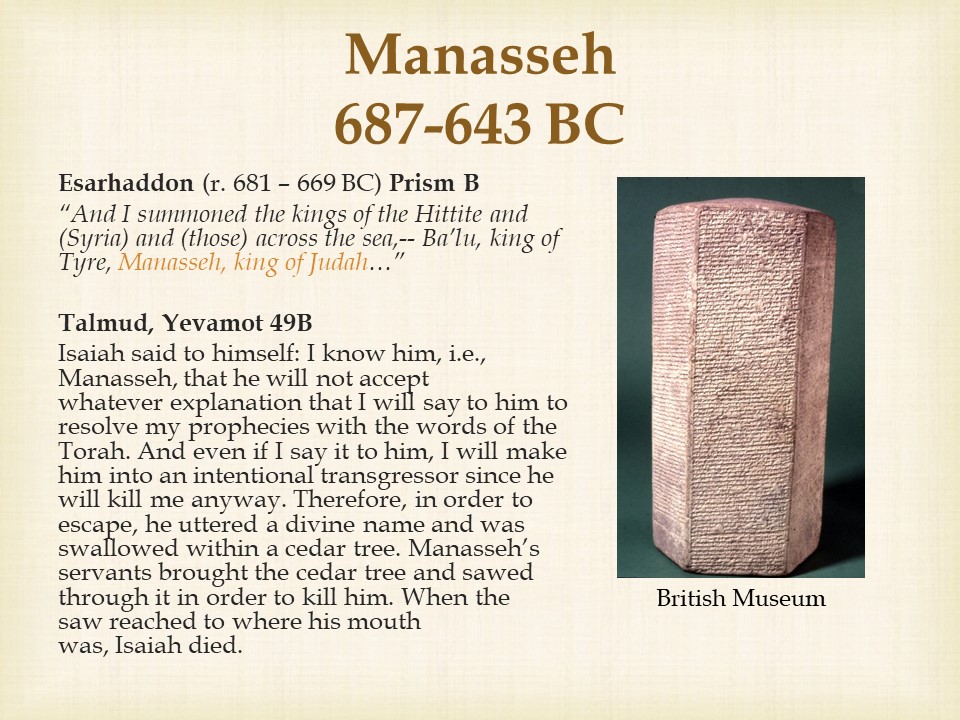 Manasseh
687-643 BC
Esarhaddon (r. 681 – 669 BC) Prism B
“And I summoned the kings of the Hittite and
(Syria) and (those) across the sea,-- Ba’lu, king of
Tyre, Manasseh, king of Judah…”
Talmud, Yevamot 49B
Isaiah said to himself: I know him, i.e.,
Manasseh, that he will not accept
whatever explanation that I will say to him to
resolve my prophecies with the words of the
Torah. And even if I say it to him, I will make
him into an intentional transgressor since he
will kill me anyway. Therefore, in order to
escape, he uttered a divine name and was
swallowed within a cedar tree. Manasseh’s
servants brought the cedar tree and sawed
through it in order to kill him. When the
saw reached to where his mouth
was, Isaiah died.
British Museum